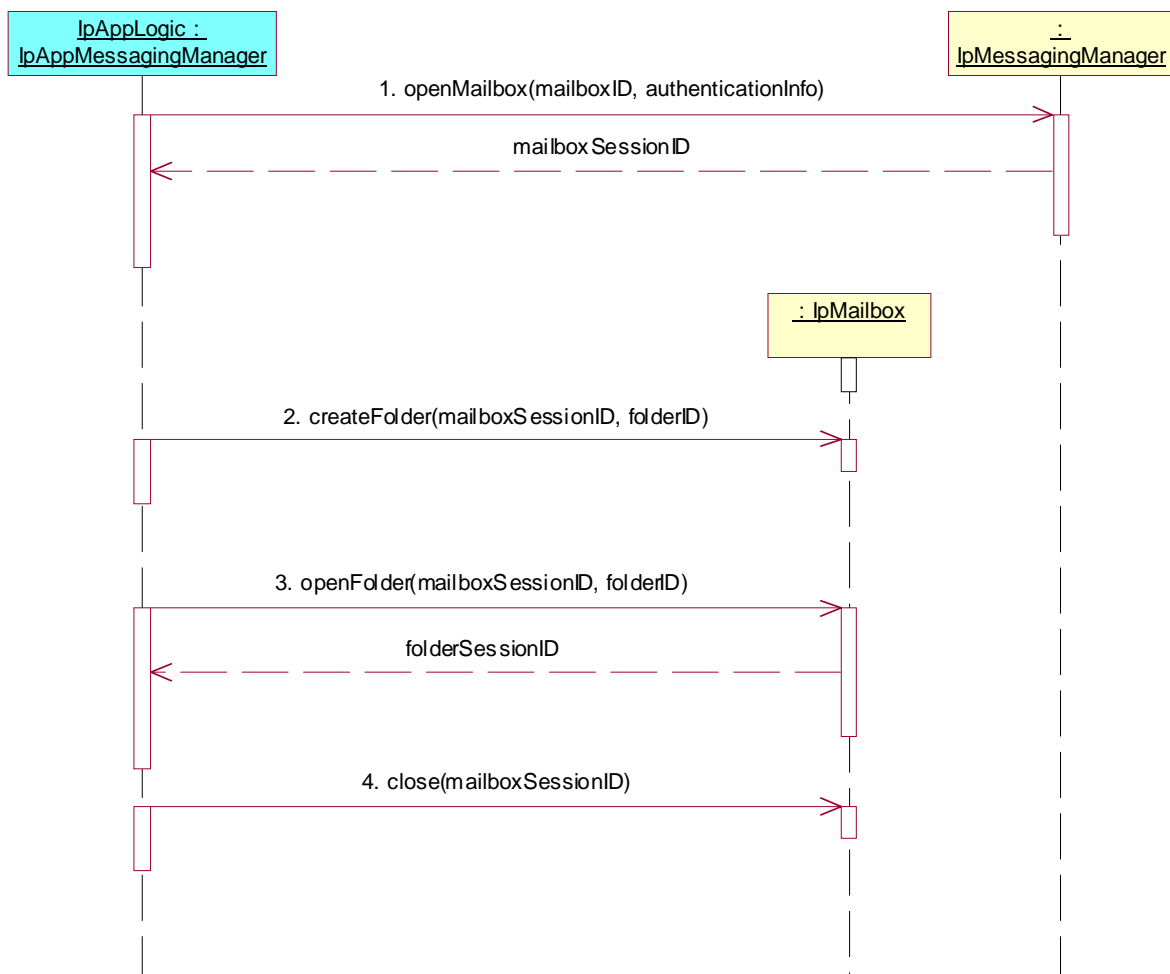 IpAppLogic :
IpAppMessagingManager
:
IpMessagingManager
1. openMailbox(mailboxID, authenticationInfo)
mailboxSessionID
: IpMailbox
2. createFolder(mailboxSessionID, folderID)
3. openFolder(mailboxSessionID, folderID)
folderSessionID
4. close(mailboxSessionID)